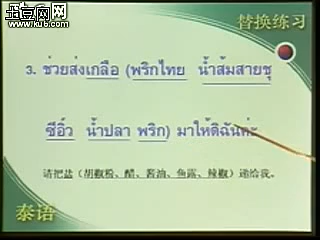 土豆网
www.tudou.com
替换练习
3. ช่วยส่งเกลือ (พริกไทย น้ำส้มสายชู
ซีอิ๊ว น้ำปลา พริก) มาให้ดิฉันค่ะ
请把盐（胡椒粉、醋、酱油、鱼露、辣椒）递给我。
泰语